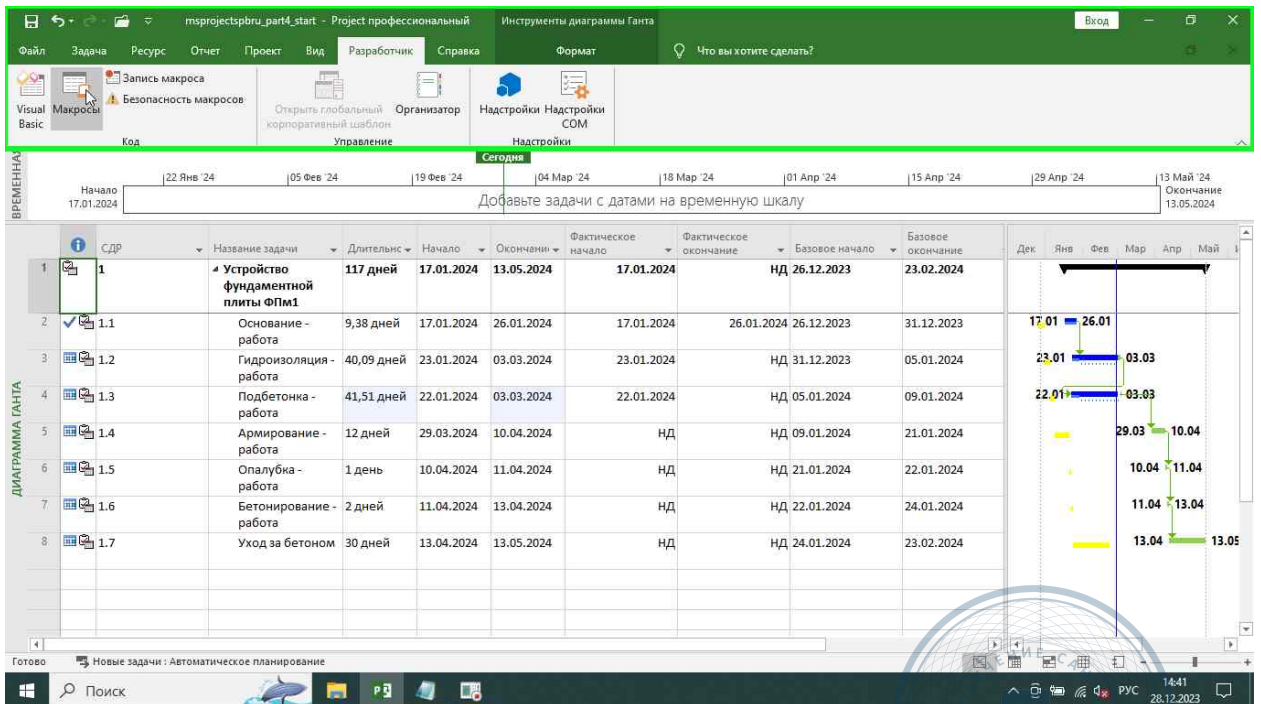 msprojectspbru_part4_start - Project профессиональный Инструменты диаграммы Ганта Вход
Файл Задача Ресурс Отчет Проект Вид Разработчик Справка Формат Что вы хотите сделать?
Visual Basic
Макросы
Запись макроса
Безопасность макросов
Код
Открыть глобальный корпоративный шаблон
Организатор
Управление
Надстройки
Надстройки COM
Надстройки
Сегодня
ВРЕМЕННАЯ
22 Янв '24 05 Фев '24 19 Фев '24 04 Мар '24 18 Мар '24 01 Апр '24 15 Апр '24 29 Апр '24 13 Май '24
Начало
17.01.2024
Добавьте задачи с датами на временную шкалу
Окончание
13.05.2024
ДИАГРАММА ГАНТА
СДР Название задачи Длительнс Начало Окончани Фактическое начало Фактическое окончание Базовое начало Базовое окончание Дек Янв Фев Мар Апр Май
1 1 Устройство фундаментной плиты ФПм1 117 дней 17.01.2024 13.05.2024 17.01.2024 НД 26.12.2023 23.02.2024
2 1.1 Основание - работа 9,38 дней 17.01.2024 26.01.2024 17.01.2024 26.01.2024 26.12.2023 31.12.2023 17.01 26.01
3 1.2 Гидроизоляция - работа 40,09 дней 23.01.2024 03.03.2024 23.01.2024 НД 31.12.2023 05.01.2024 23.01 03.03
4 1.3 Подбетонка - работа 41,51 дней 22.01.2024 03.03.2024 22.01.2024 НД 05.01.2024 09.01.2024 22.01 03.03
5 1.4 Армирование - работа 12 дней 29.03.2024 10.04.2024 НД НД 09.01.2024 21.01.2024 29.03 10.04
6 1.5 Опалубка - работа 1 день 10.04.2024 11.04.2024 НД НД 21.01.2024 22.01.2024 10.04 11.04
7 1.6 Бетонирование - работа 2 дней 11.04.2024 13.04.2024 НД НД 22.01.2024 24.01.2024 11.04 13.04
8 1.7 Уход за бетоном 30 дней 13.04.2024 13.05.2024 НД НД 24.01.2024 23.02.2024 13.04 13.05
Готово Новые задачи : Автоматическое планирование
Поиск РУС 14:41
28.12.2023